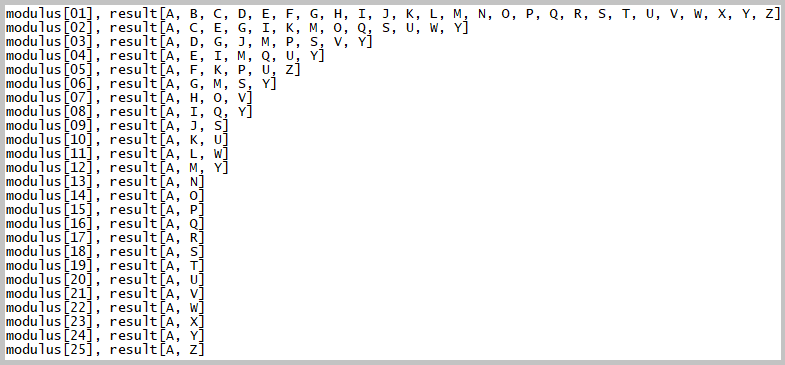 modulus[01], result[A, B, C, D, E, F, G, H, I, J, K, L, M, N, O, P, Q, R, S, T, U, V, W, X, Y, Z]
modulus[02], result[A, C, E, G, I, K, M, O, Q, S, U, W, Y]
modulus[03], result[A, D, G, J, M, P, S, V, Y]
modulus[04], result[A, E, I, M, Q, U, Y]
modulus[05], result[A, F, K, P, U, Z]
modulus[06], result[A, G, M, S, Y]
modulus[07], result[A, H, O, V]
modulus[08], result[A, I, Q, Y]
modulus[09], result[A, J, S]
modulus[10], result[A, K, U]
modulus[11], result[A, L, W]
modulus[12], result[A, M, Y]
modulus[13], result[A, N]
modulus[14], result[A, O]
modulus[15], result[A, P]
modulus[16], result[A, Q]
modulus[17], result[A, R]
modulus[18], result[A, S]
modulus[19], result[A, T]
modulus[20], result[A, U]
modulus[21], result[A, V]
modulus[22], result[A, W]
modulus[23], result[A, X]
modulus[24], result[A, Y]
modulus[25], result[A, Z]